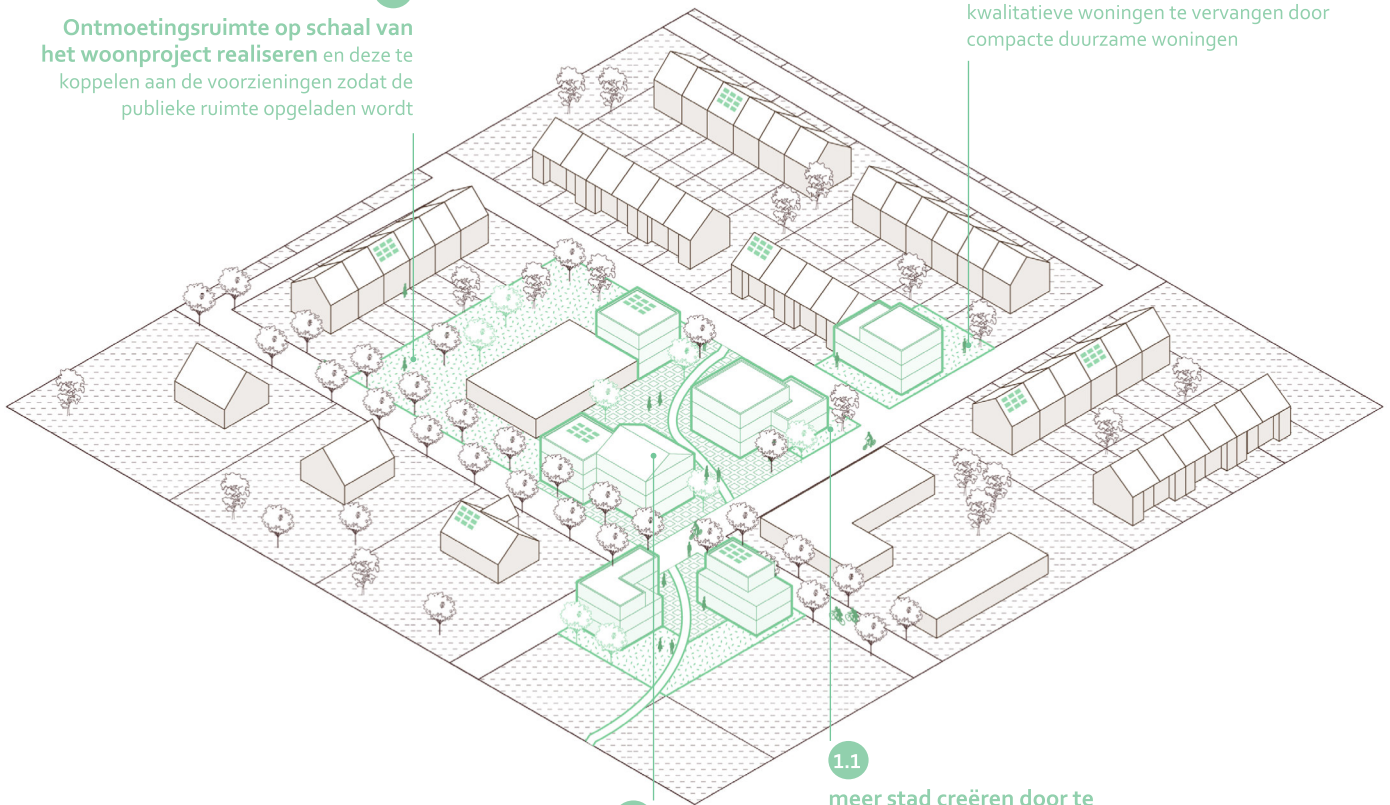 Ontmoetingsruimte op schaal van
het woonproject realiseren en deze te
koppelen aan de voorzieningen zodat de
publieke ruimte opgeladen wordt
kwalitatieve woningen te vervangen door
compacte duurzame woningen
1.1
meer stad creëren door te